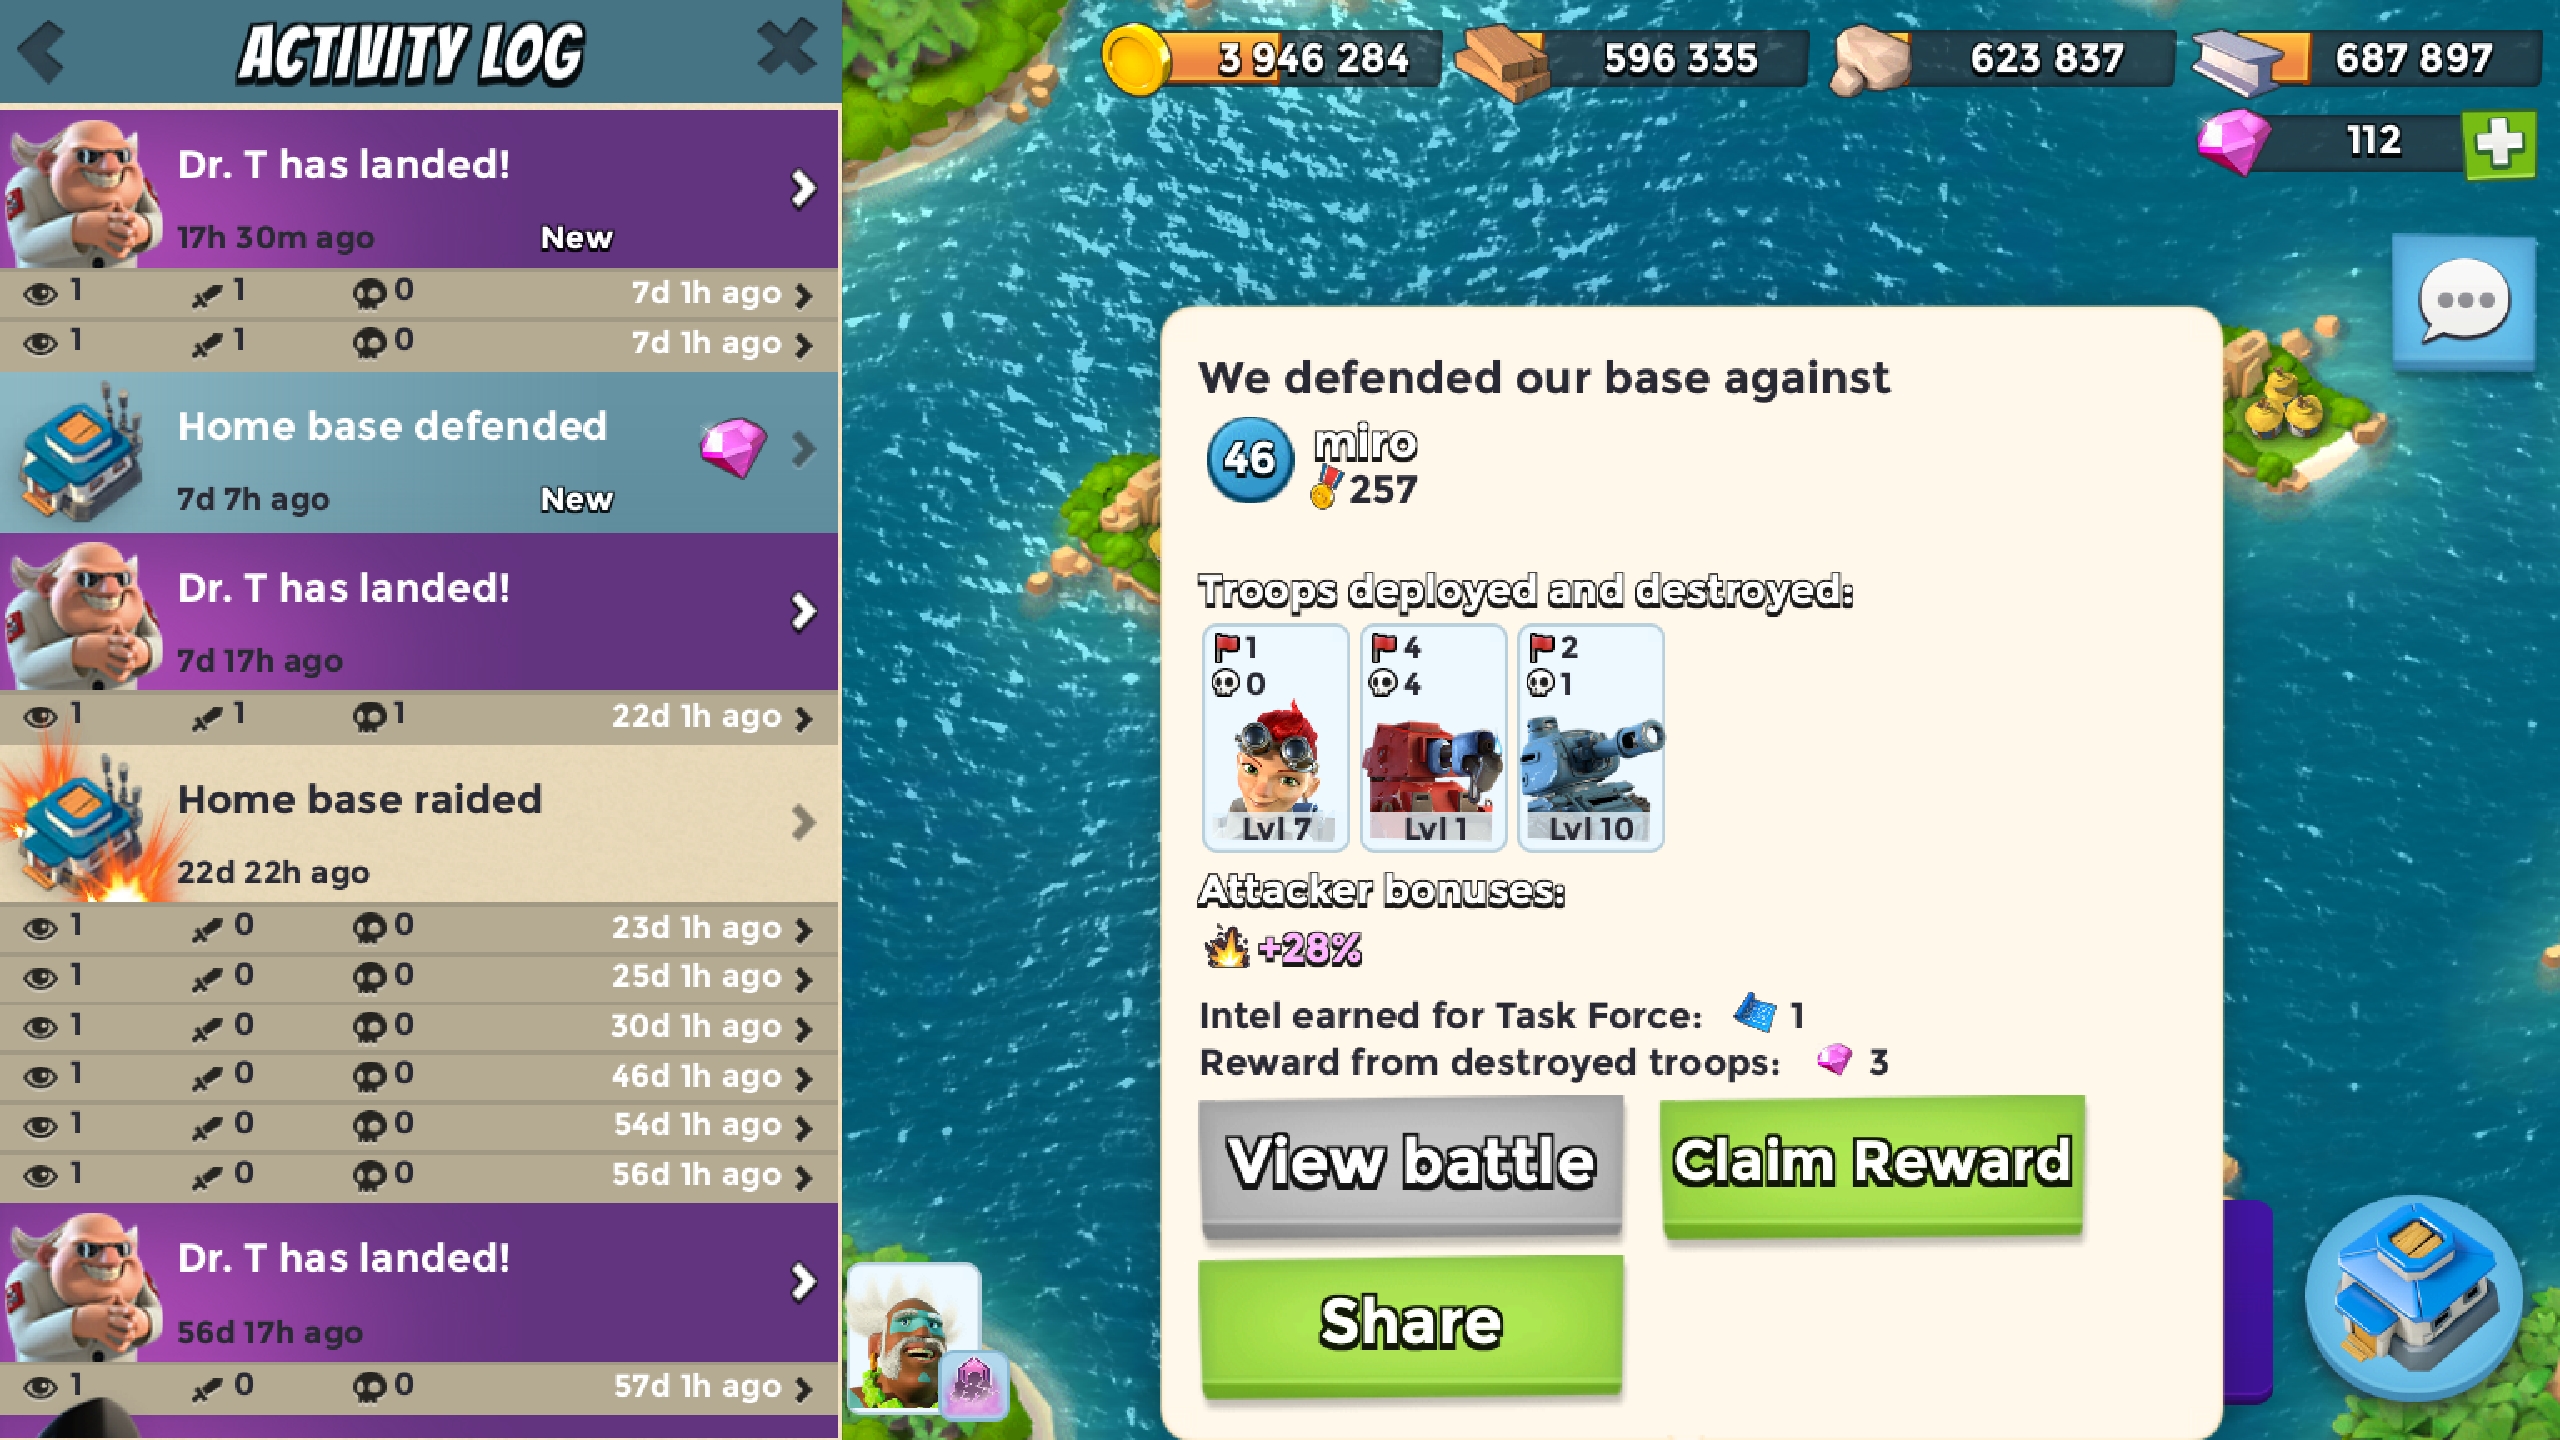 ACTIVITY LOG
Dr. T has landed!
17h 30m ago New
1 1 0 7d 1h ago
1 1 0 7d 1h ago
Home base defended
7d 7h ago New
Dr. T has landed!
7d 17h ago
1 1 1 22d 1h ago
Home base raided
22d 22h ago
1 0 0 23d 1h ago
1 0 0 25d 1h ago
1 0 0 30d 1h ago
1 0 0 46d 1h ago
1 0 0 54d 1h ago
1 0 0 56d 1h ago
Dr. T has landed!
56d 17h ago
1 0 0 57d 1h ago
3 946 284 596 335 623 837 687 897
112
We defended our base against
46 miro
257
Troops deployed and destroyed:
1 4 2
0 4 1
Lvl 7 Lvl 1 Lvl 10
Attacker bonuses:
+28%
Intel earned for Task Force: 1
Reward from destroyed troops: 3
View battle Claim Reward
Share